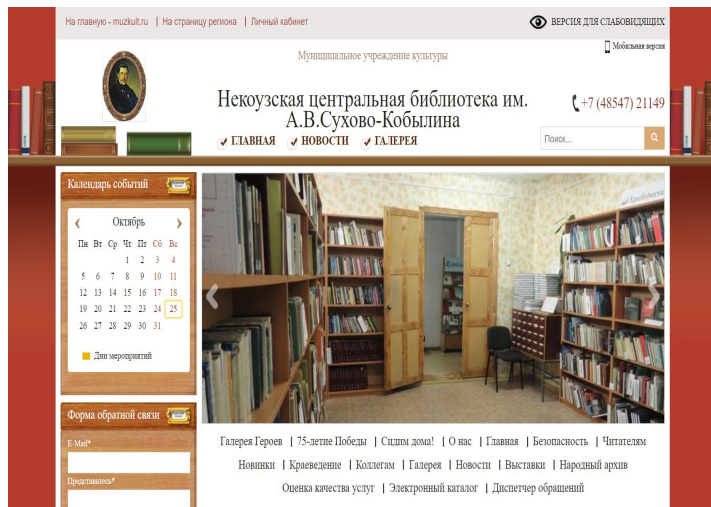 На главную - muzkult.ru | На страницу региона | Личный кабинет
ВЕРСИЯ ДЛЯ СЛАБОВИДЯЩИХ
Мобильная версия
Муниципальное учреждение культуры
Некоузская центральная библиотека им.
А.В.Сухово-Кобылина
+7 (48547) 21149
ГЛАВНАЯ НОВОСТИ ГАЛЕРЕЯ
Поиск...
Календарь событий
Октябрь
Пн Вт Ср Чт Пт Сб Вс
1 2 3 4
5 6 7 8 9 10 11
12 13 14 15 16 17 18
19 20 21 22 23 24 25
26 27 28 29 30 31
Дни мероприятий
Форма обратной связи
E-Mail*
Представьтесь*
Галерея Героев | 75-летие Победы | Сидим дома! | О нас | Главная | Безопасность | Читателям
Новинки | Краеведение | Коллегам | Галерея | Новости | Выставки | Народный архив
Оценка качества услуг | Электронный каталог | Диспетчер обращений